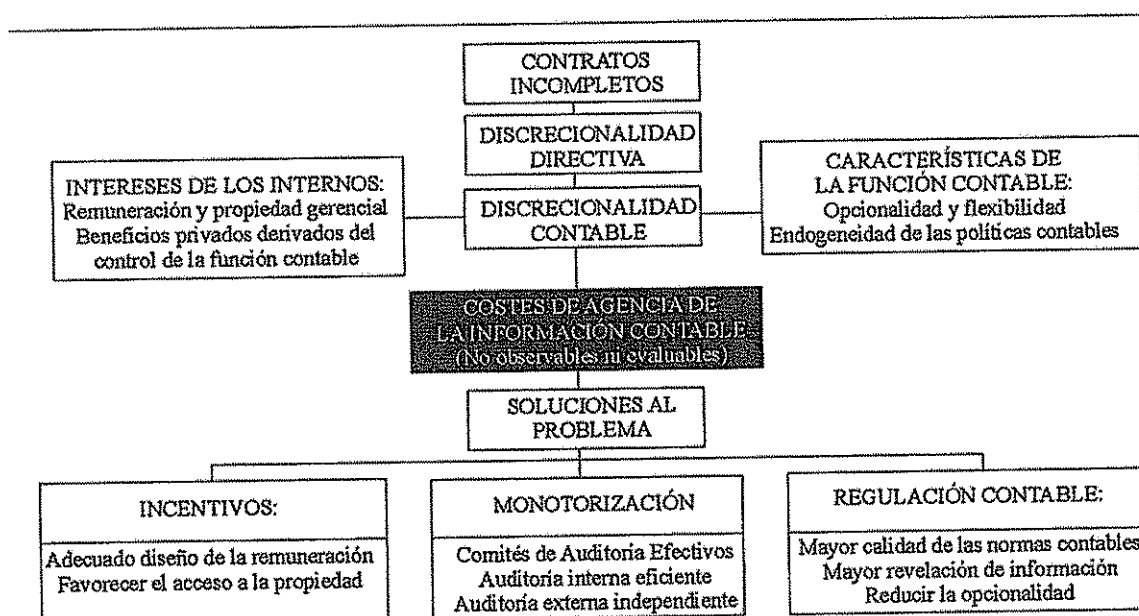 CONTRATOS
INCOMPLETOS
DISCRECIONALIDAD
DIRECTIVA
INTERESES DE LOS INTERNOS:
Remuneración y propiedad gerencial
Beneficios privados derivados del
control de la función contable
DISCRECIONALIDAD
CONTABLE
CARACTERÍSTICAS DE
LA FUNCIÓN CONTABLE:
Opcionalidad y flexibilidad
Endogeneidad de las políticas contables
COSTES DE AGENCIA DE
LA INFORMACIÓN CONTABLE
(No observables ni evaluables)
SOLUCIONES AL
PROBLEMA
INCENTIVOS:
Adecuado diseño de la remuneración
Favorecer el acceso a la propiedad
MONOTORIZACIÓN
Comités de Auditoría Efectivos
Auditoría interna eficiente
Auditoría externa independiente
REGULACIÓN CONTABLE:
Mayor calidad de las normas contables
Mayor revelación de información
Reducir la opcionalidad